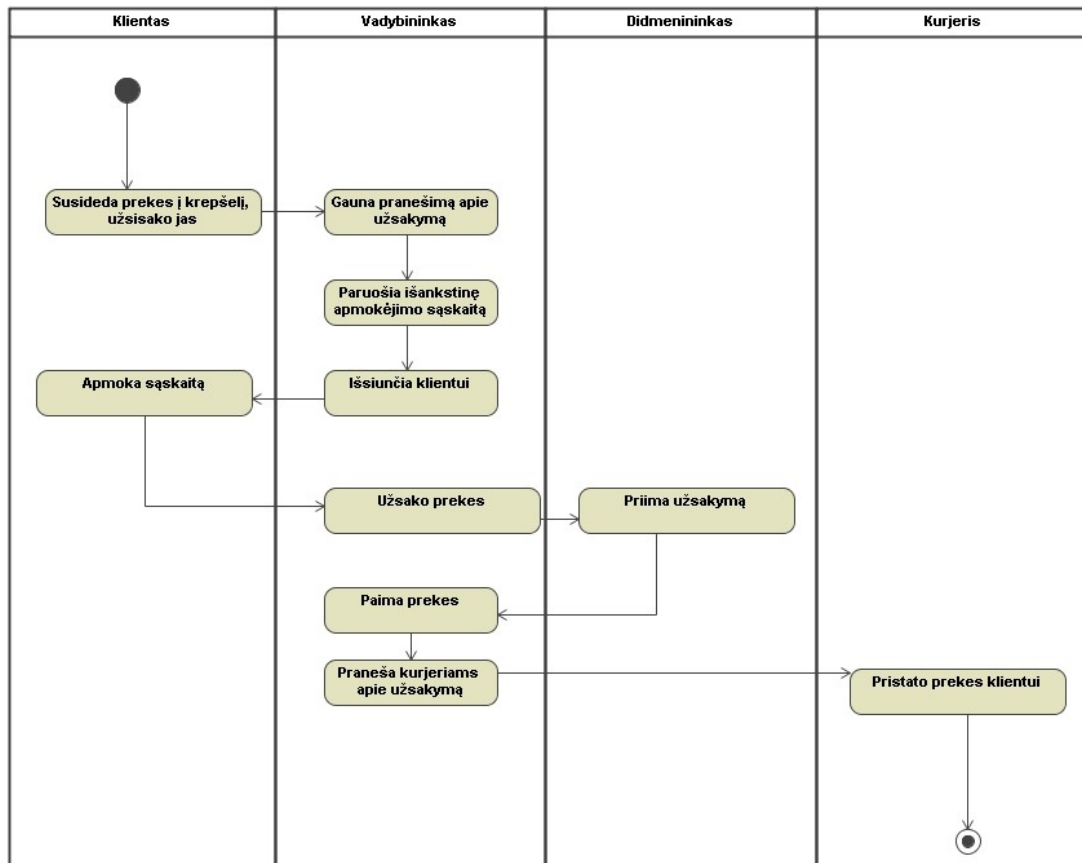 Klientas
Vadybininkas
Didmenininkas
Kurjeris
Susideda prekes į krepšelį,
užsisako jas
Gauna pranešimą apie
užsakymą
Paruošia išankstinę
apmokėjimo sąskaitą
Apmoka sąskaitą
Išsiunčia klientui
Užsako prekes
Priima užsakymą
Paima prekes
Praneša kurjeriams
apie užsakymą
Pristato prekes klientui